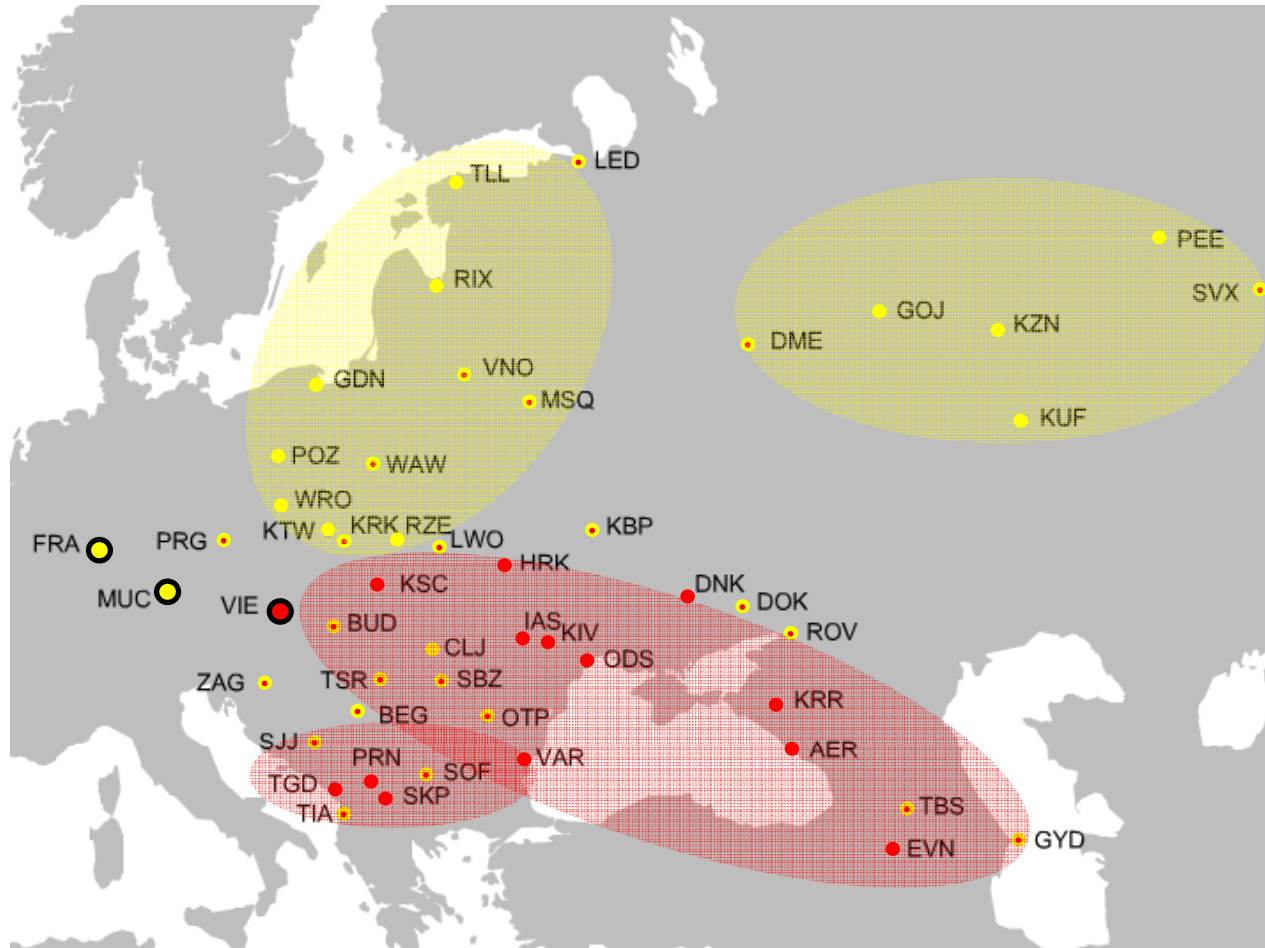 LED
TLL
PEE
RIX
SVX
GOJ
KZN
DME
VNO
GDN
MSQ
KUF
POZ
WAW
WRO
KTW
KRK
RZE
KBP
FRA
PRG
LWO
HRK
KSC
DNK
MUC
VIE
DOK
BUD
IAS
KIV
ROV
CLJ
ODS
ZAG
TSR
SBZ
KRR
BEG
OTP
SJJ
AER
PRN
VAR
TGD
SOF
SKP
TIA
TBS
GYD
EVN